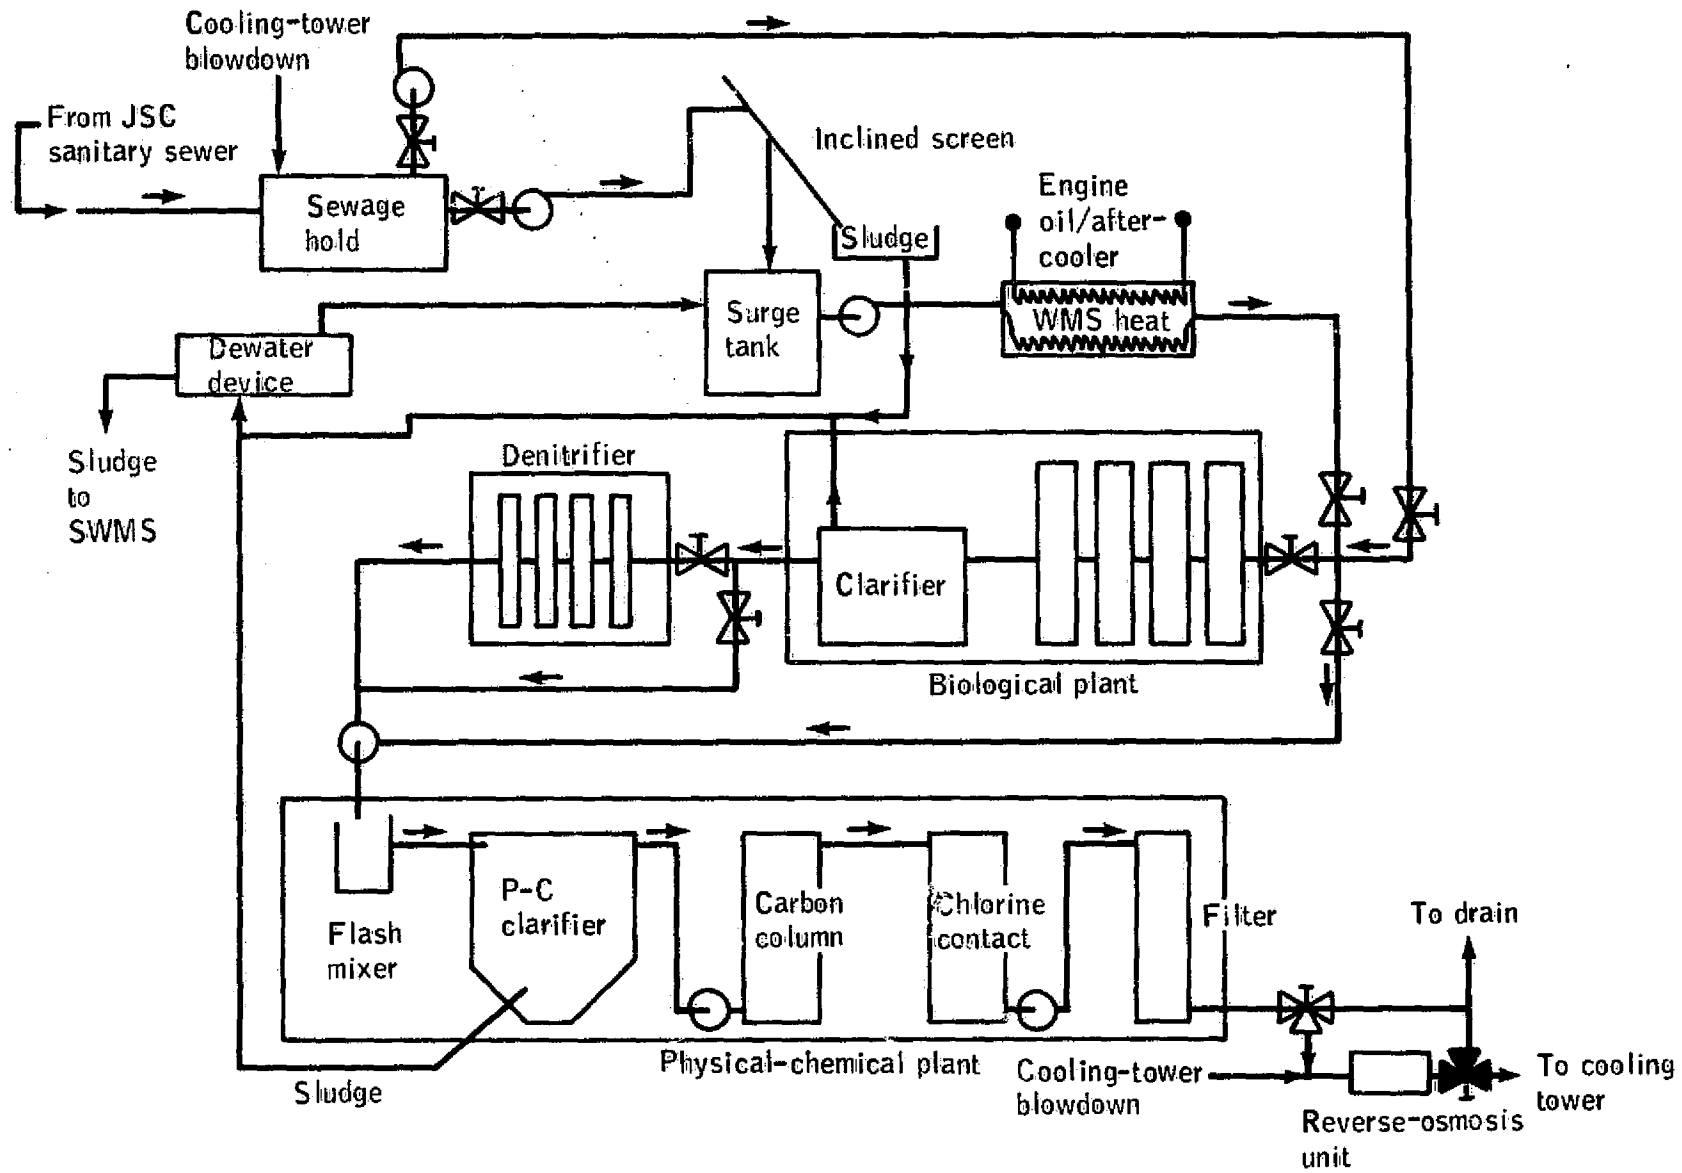 Cooling-tower
blowdown
From JSC
sanitary sewer
Sewage
hold
Inclined screen
Sludge
Engine
oil/after-
cooler
WMS heat
Surge
tank
Dewater
device
Sludge
to
SWMS
Denitrifier
Clarifier
Biological plant
Flash
mixer
P-C
clarifier
Carbon
column
Chlorine
contact
Filter
To drain
Physical-chemical plant
Sludge
Cooling-tower
blowdown
To cooling
tower
Reverse-osmosis
unit